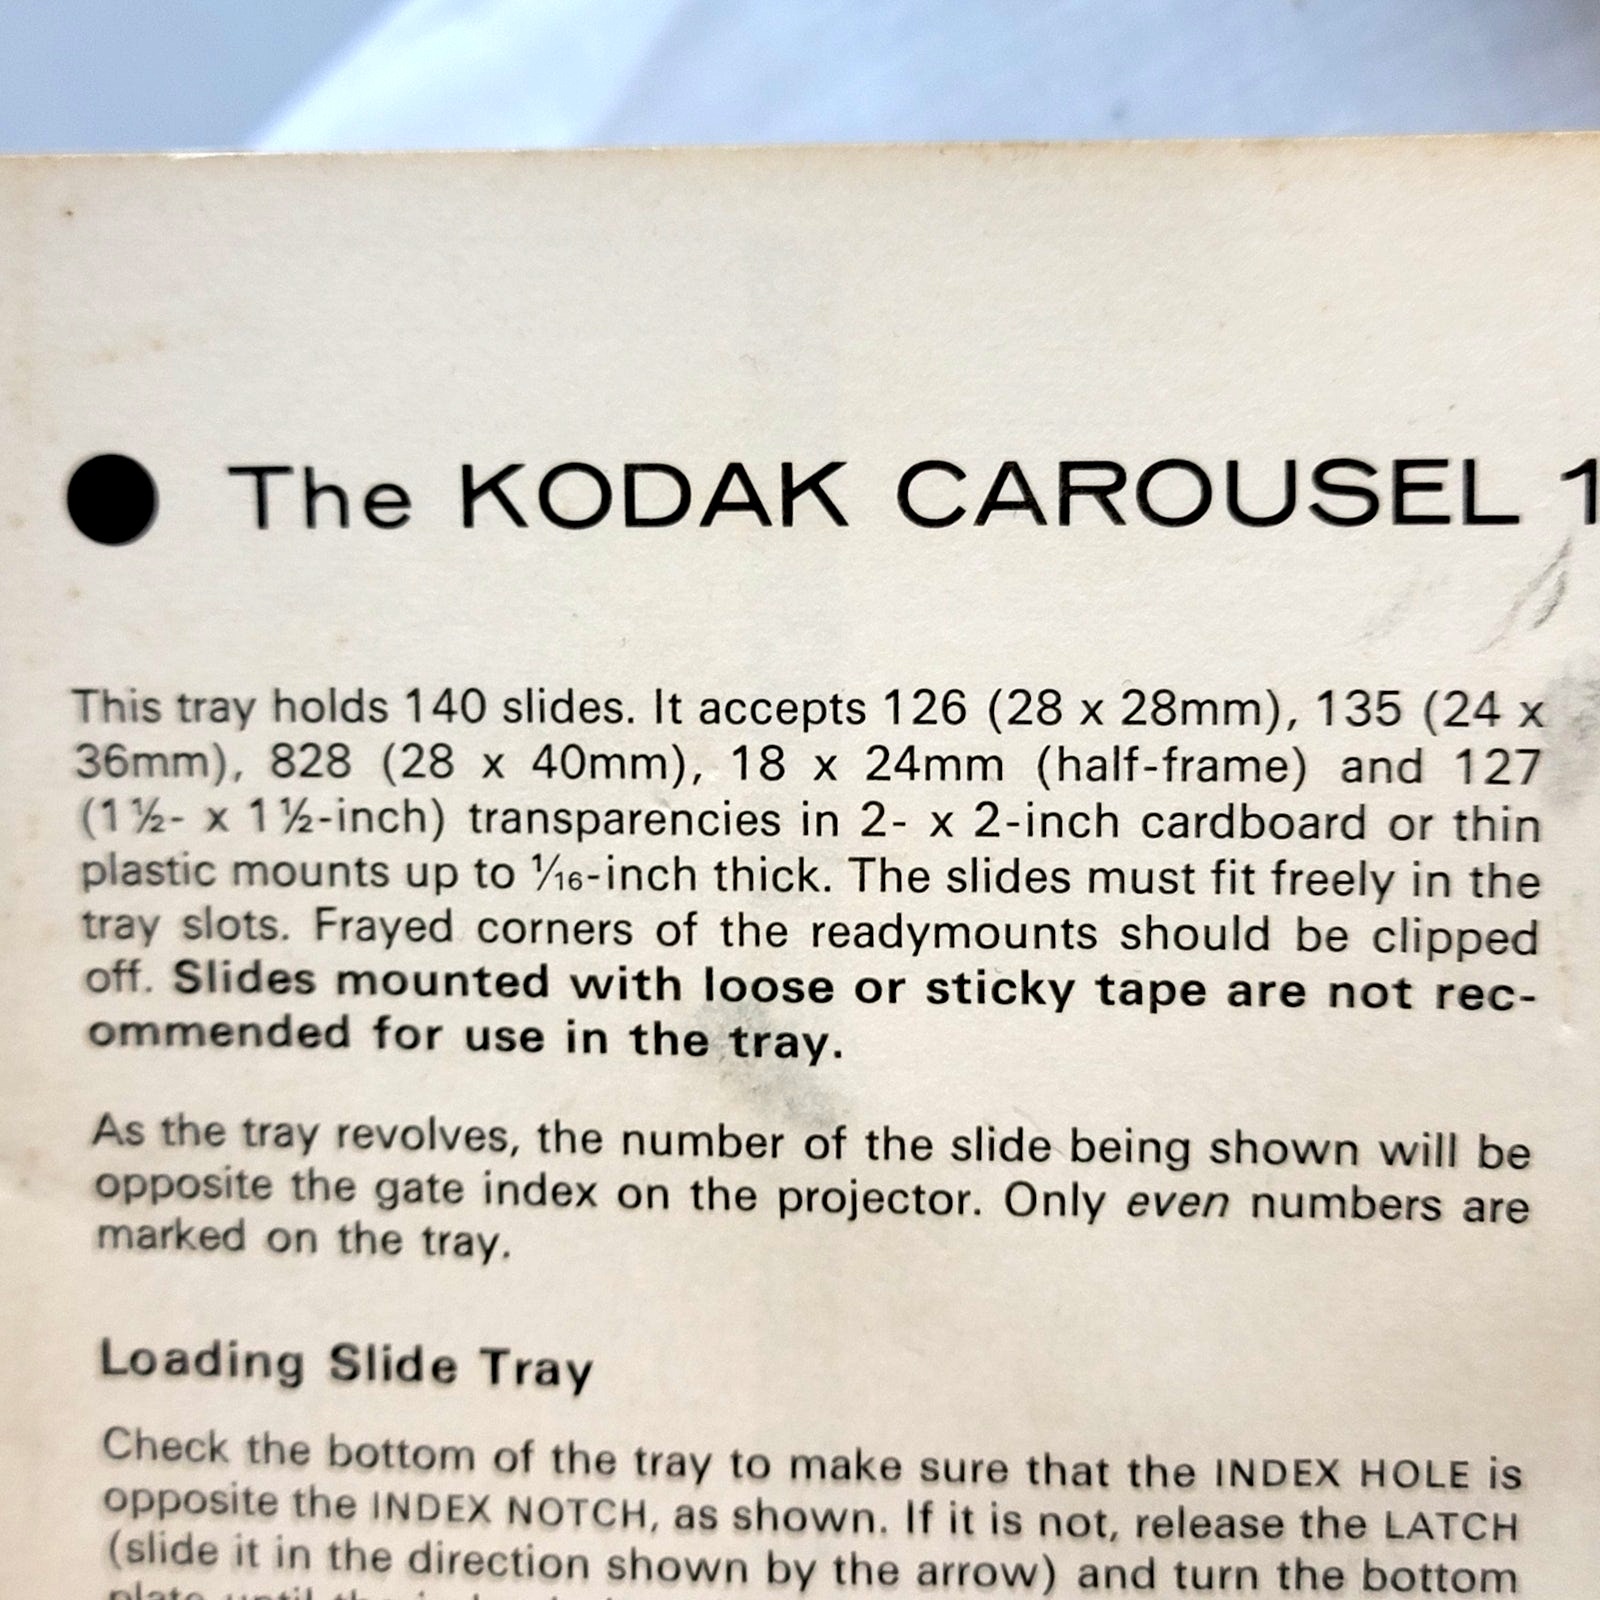 ● The KODAK CAROUSEL 1
This tray holds 140 slides. It accepts 126 (28 x 28mm), 135 (24 x
36mm), 828 (28 x 40mm), 18 x 24mm (half-frame) and 127
(1½- x 1½-inch) transparencies in 2- x 2-inch cardboard or thin
plastic mounts up to 1/16-inch thick. The slides must fit freely in the
tray slots. Frayed corners of the readymounts should be clipped
off. Slides mounted with loose or sticky tape are not rec-
ommended for use in the tray.
As the tray revolves, the number of the slide being shown will be
opposite the gate index on the projector. Only even numbers are
marked on the tray.
Loading Slide Tray
Check the bottom of the tray to make sure that the INDEX HOLE is
opposite the INDEX NOTCH, as shown. If it is not, release the LATCH
(slide it in the direction shown by the arrow) and turn the bottom
plate until the